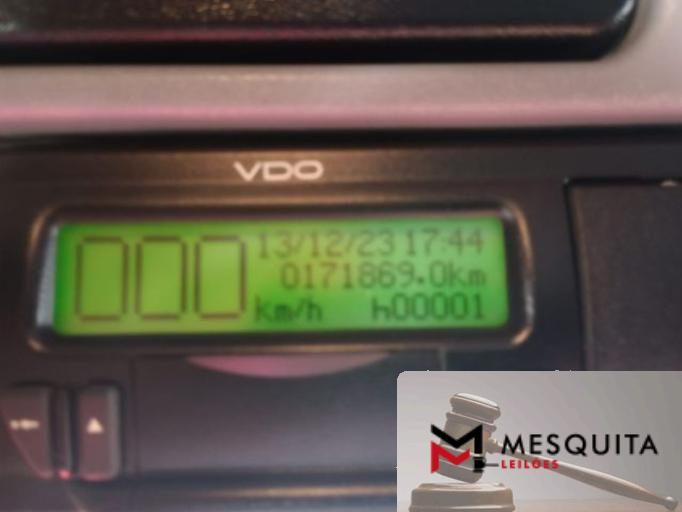 VDO
000
13/12/23 17:44
0171869.0km
km/h h00001
MESQUITA
LEILÕES